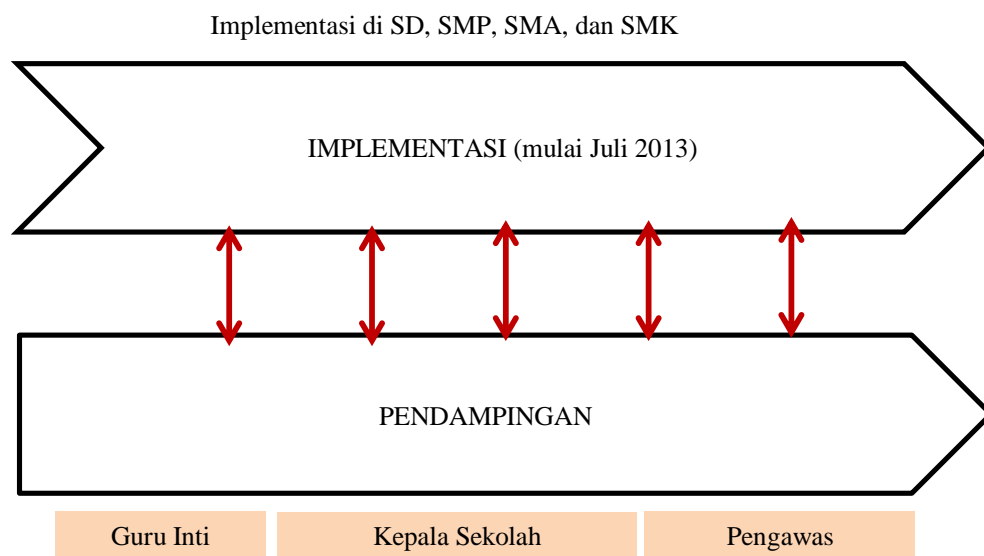 Implementasi di SD, SMP, SMA, dan SMK
IMPLEMENTASI (mulai Juli 2013)
PENDAMPINGAN
Guru Inti
Kepala Sekolah
Pengawas